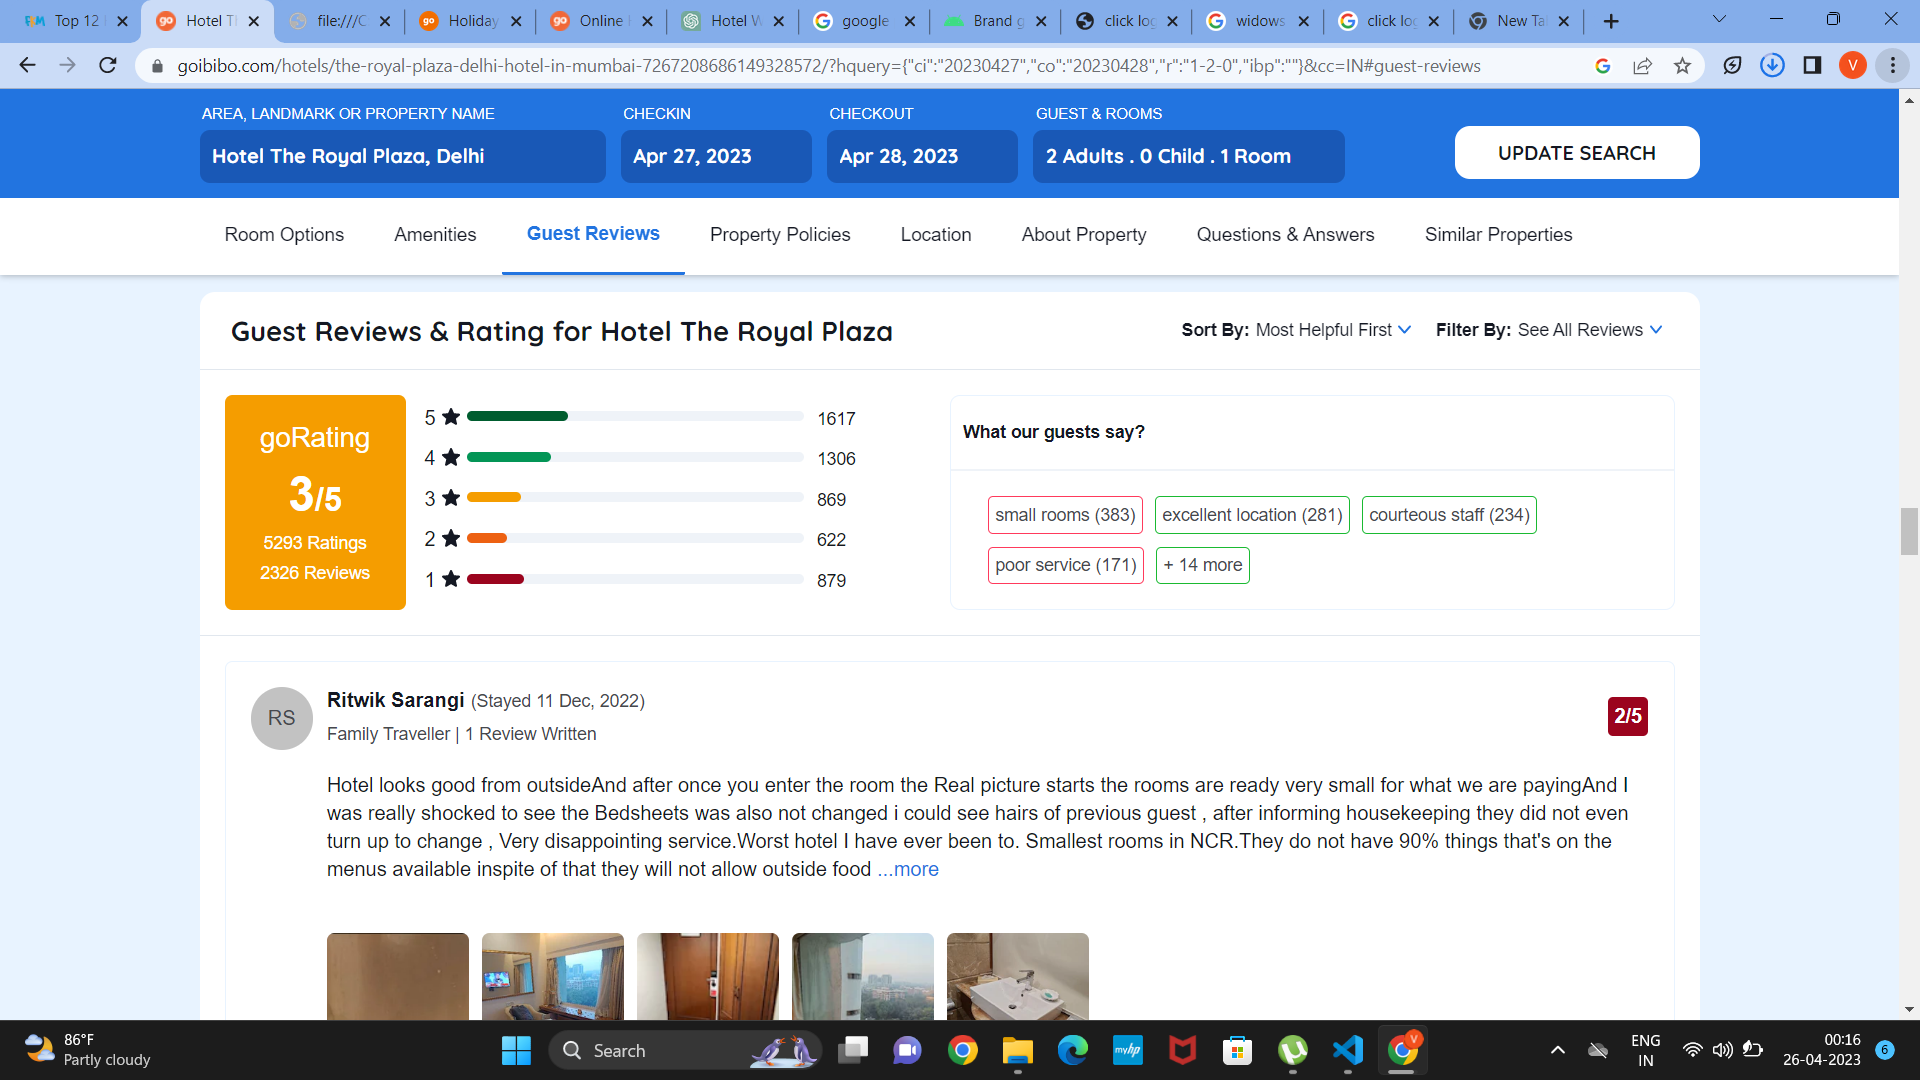 Top 12
Hotel Th
file:///C
Holiday
Online
Hotel W
google
Brand g
click log
widows
click log
New Ta
goibibo.com/hotels/the-royal-plaza-delhi-hotel-in-mumbai-7267208686149328572/?hquery={"ci":"20230427","co":"20230428","r":"1-2-0","ibp":""}&cc=IN#guest-reviews
V
AREA, LANDMARK OR PROPERTY NAME
CHECKIN
CHECKOUT
GUEST & ROOMS
Hotel The Royal Plaza, Delhi
Apr 27, 2023
Apr 28, 2023
2 Adults . 0 Child . 1 Room
UPDATE SEARCH
Room Options
Amenities
Guest Reviews
Property Policies
Location
About Property
Questions & Answers
Similar Properties
Guest Reviews & Rating for Hotel The Royal Plaza
Sort By: Most Helpful First
Filter By: See All Reviews
goRating
3/5
5293 Ratings
2326 Reviews
5 1617
4 1306
3 869
2 622
1 879
What our guests say?
small rooms (383)
excellent location (281)
courteous staff (234)
poor service (171)
+ 14 more
RS
Ritwik Sarangi (Stayed 11 Dec, 2022)
Family Traveller | 1 Review Written
2/5
Hotel looks good from outsideAnd after once you enter the room the Real picture starts the rooms are ready very small for what we are payingAnd I
was really shocked to see the Bedsheets was also not changed i could see hairs of previous guest , after informing housekeeping they did not even
turn up to change , Very disappointing service.Worst hotel I have ever been to. Smallest rooms in NCR.They do not have 90% things that's on the
menus available inspite of that they will not allow outside food ...more
86°F
Partly cloudy
Search
myhp
V
ENG
IN
00:16
26-04-2023
6